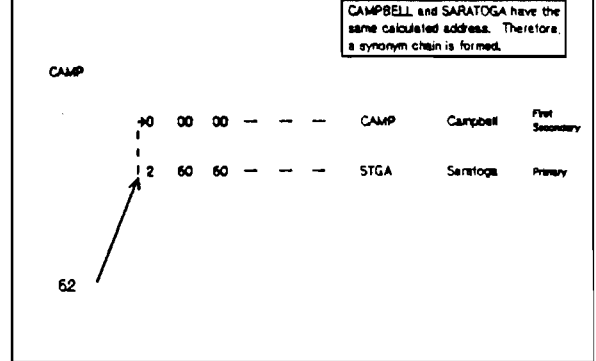 CAMPBELL and SARATOGA have the
same calculated address. Therefore,
a synonym chain is formed.
CAMP
0 00 00 — — — CAMP Campbell First Secondary
2 60 60 — — — STGA Saratoga Primary
62